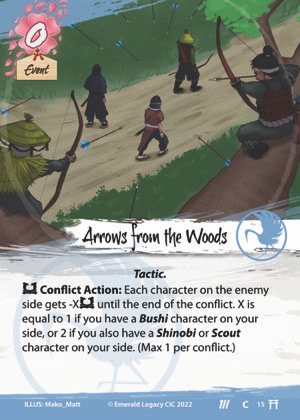 0
Event
Arrows from the Woods
Tactic.
Conflict Action: Each character on the enemy
side gets -X until the end of the conflict. X is
equal to 1 if you have a Bushi character on your
side, or 2 if you also have a Shinobi or Scout
character on your side. (Max 1 per conflict.)
ILLUS: Mako_Matt © Emerald Legacy CIC 2022 C 15